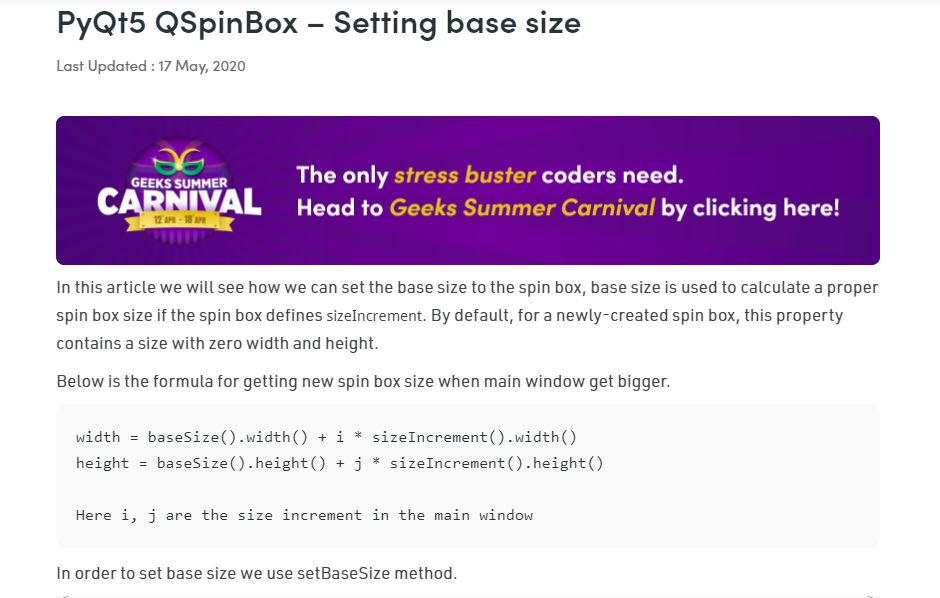 PyQt5 QSpinBox – Setting base size
Last Updated : 17 May, 2020
GEEKS SUMMER
CARNIVAL
12 APR - 18 APR
The only stress buster coders need.
Head to Geeks Summer Carnival by clicking here!
In this article we will see how we can set the base size to the spin box, base size is used to calculate a proper
spin box size if the spin box defines sizeIncrement. By default, for a newly-created spin box, this property
contains a size with zero width and height.
Below is the formula for getting new spin box size when main window get bigger.
width = baseSize().width() + i * sizeIncrement().width()
height = baseSize().height() + j * sizeIncrement().height()
Here i, j are the size increment in the main window
In order to set base size we use setBaseSize method.